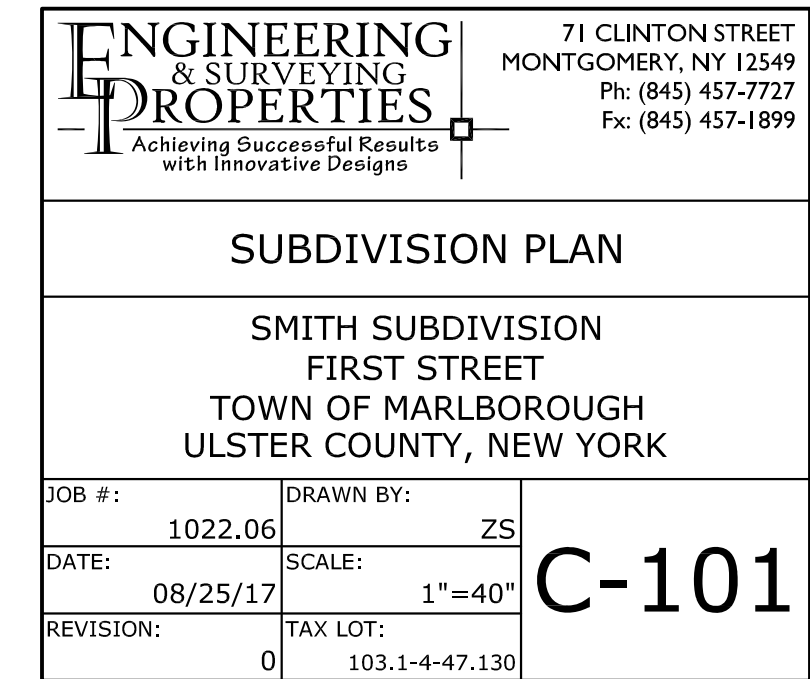 ENGINEERING
& SURVEYING
PROPERTIES
Achieving Successful Results
with Innovative Designs
71 CLINTON STREET
MONTGOMERY, NY 12549
Ph: (845) 457-7727
Fx: (845) 457-1899
SUBDIVISION PLAN
SMITH SUBDIVISION
FIRST STREET
TOWN OF MARLBOROUGH
ULSTER COUNTY, NEW YORK
JOB #:
1022.06
DRAWN BY:
ZS
DATE:
08/25/17
SCALE:
1"=40"
REVISION:
0
TAX LOT:
103.1-4-47.130
C-101